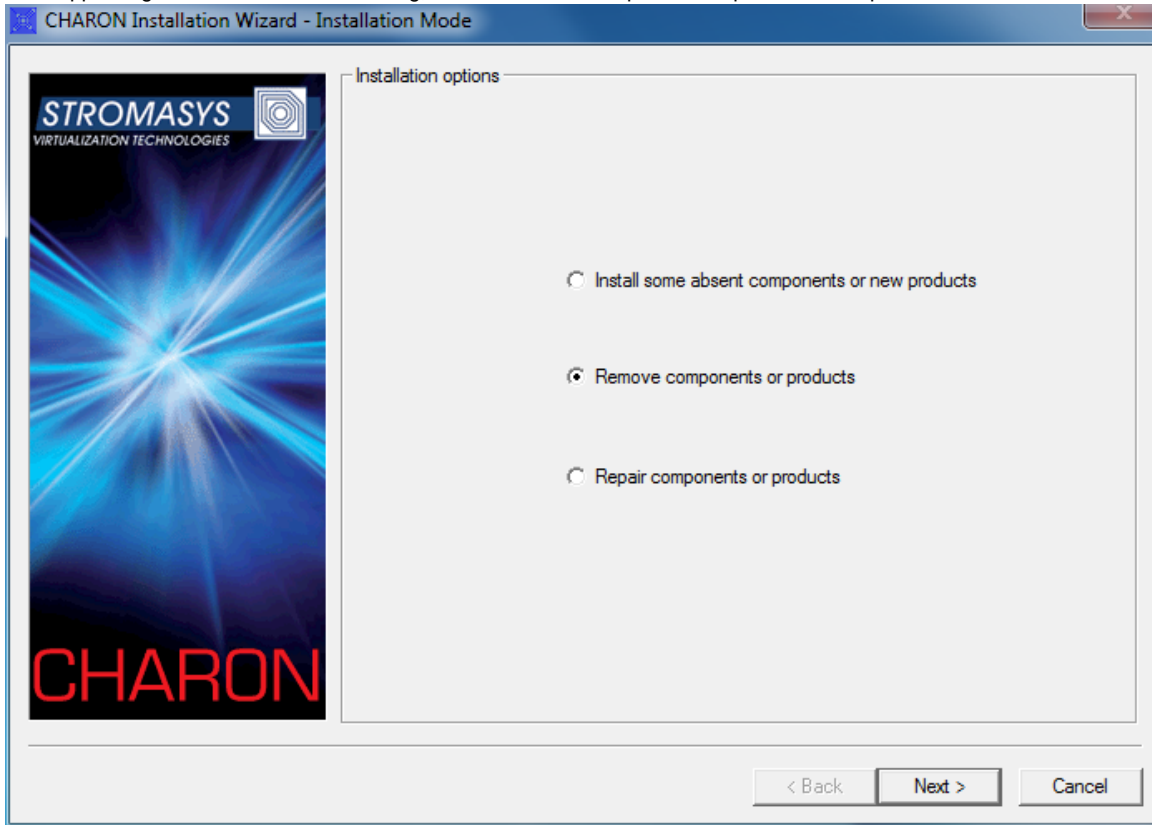 CHARON Installation Wizard - Installation Mode
Installation options
STROMASYS
VIRTUALIZATION TECHNOLOGIES
Install some absent components or new products
Remove components or products
Repair components or products
CHARON
< Back
Next >
Cancel